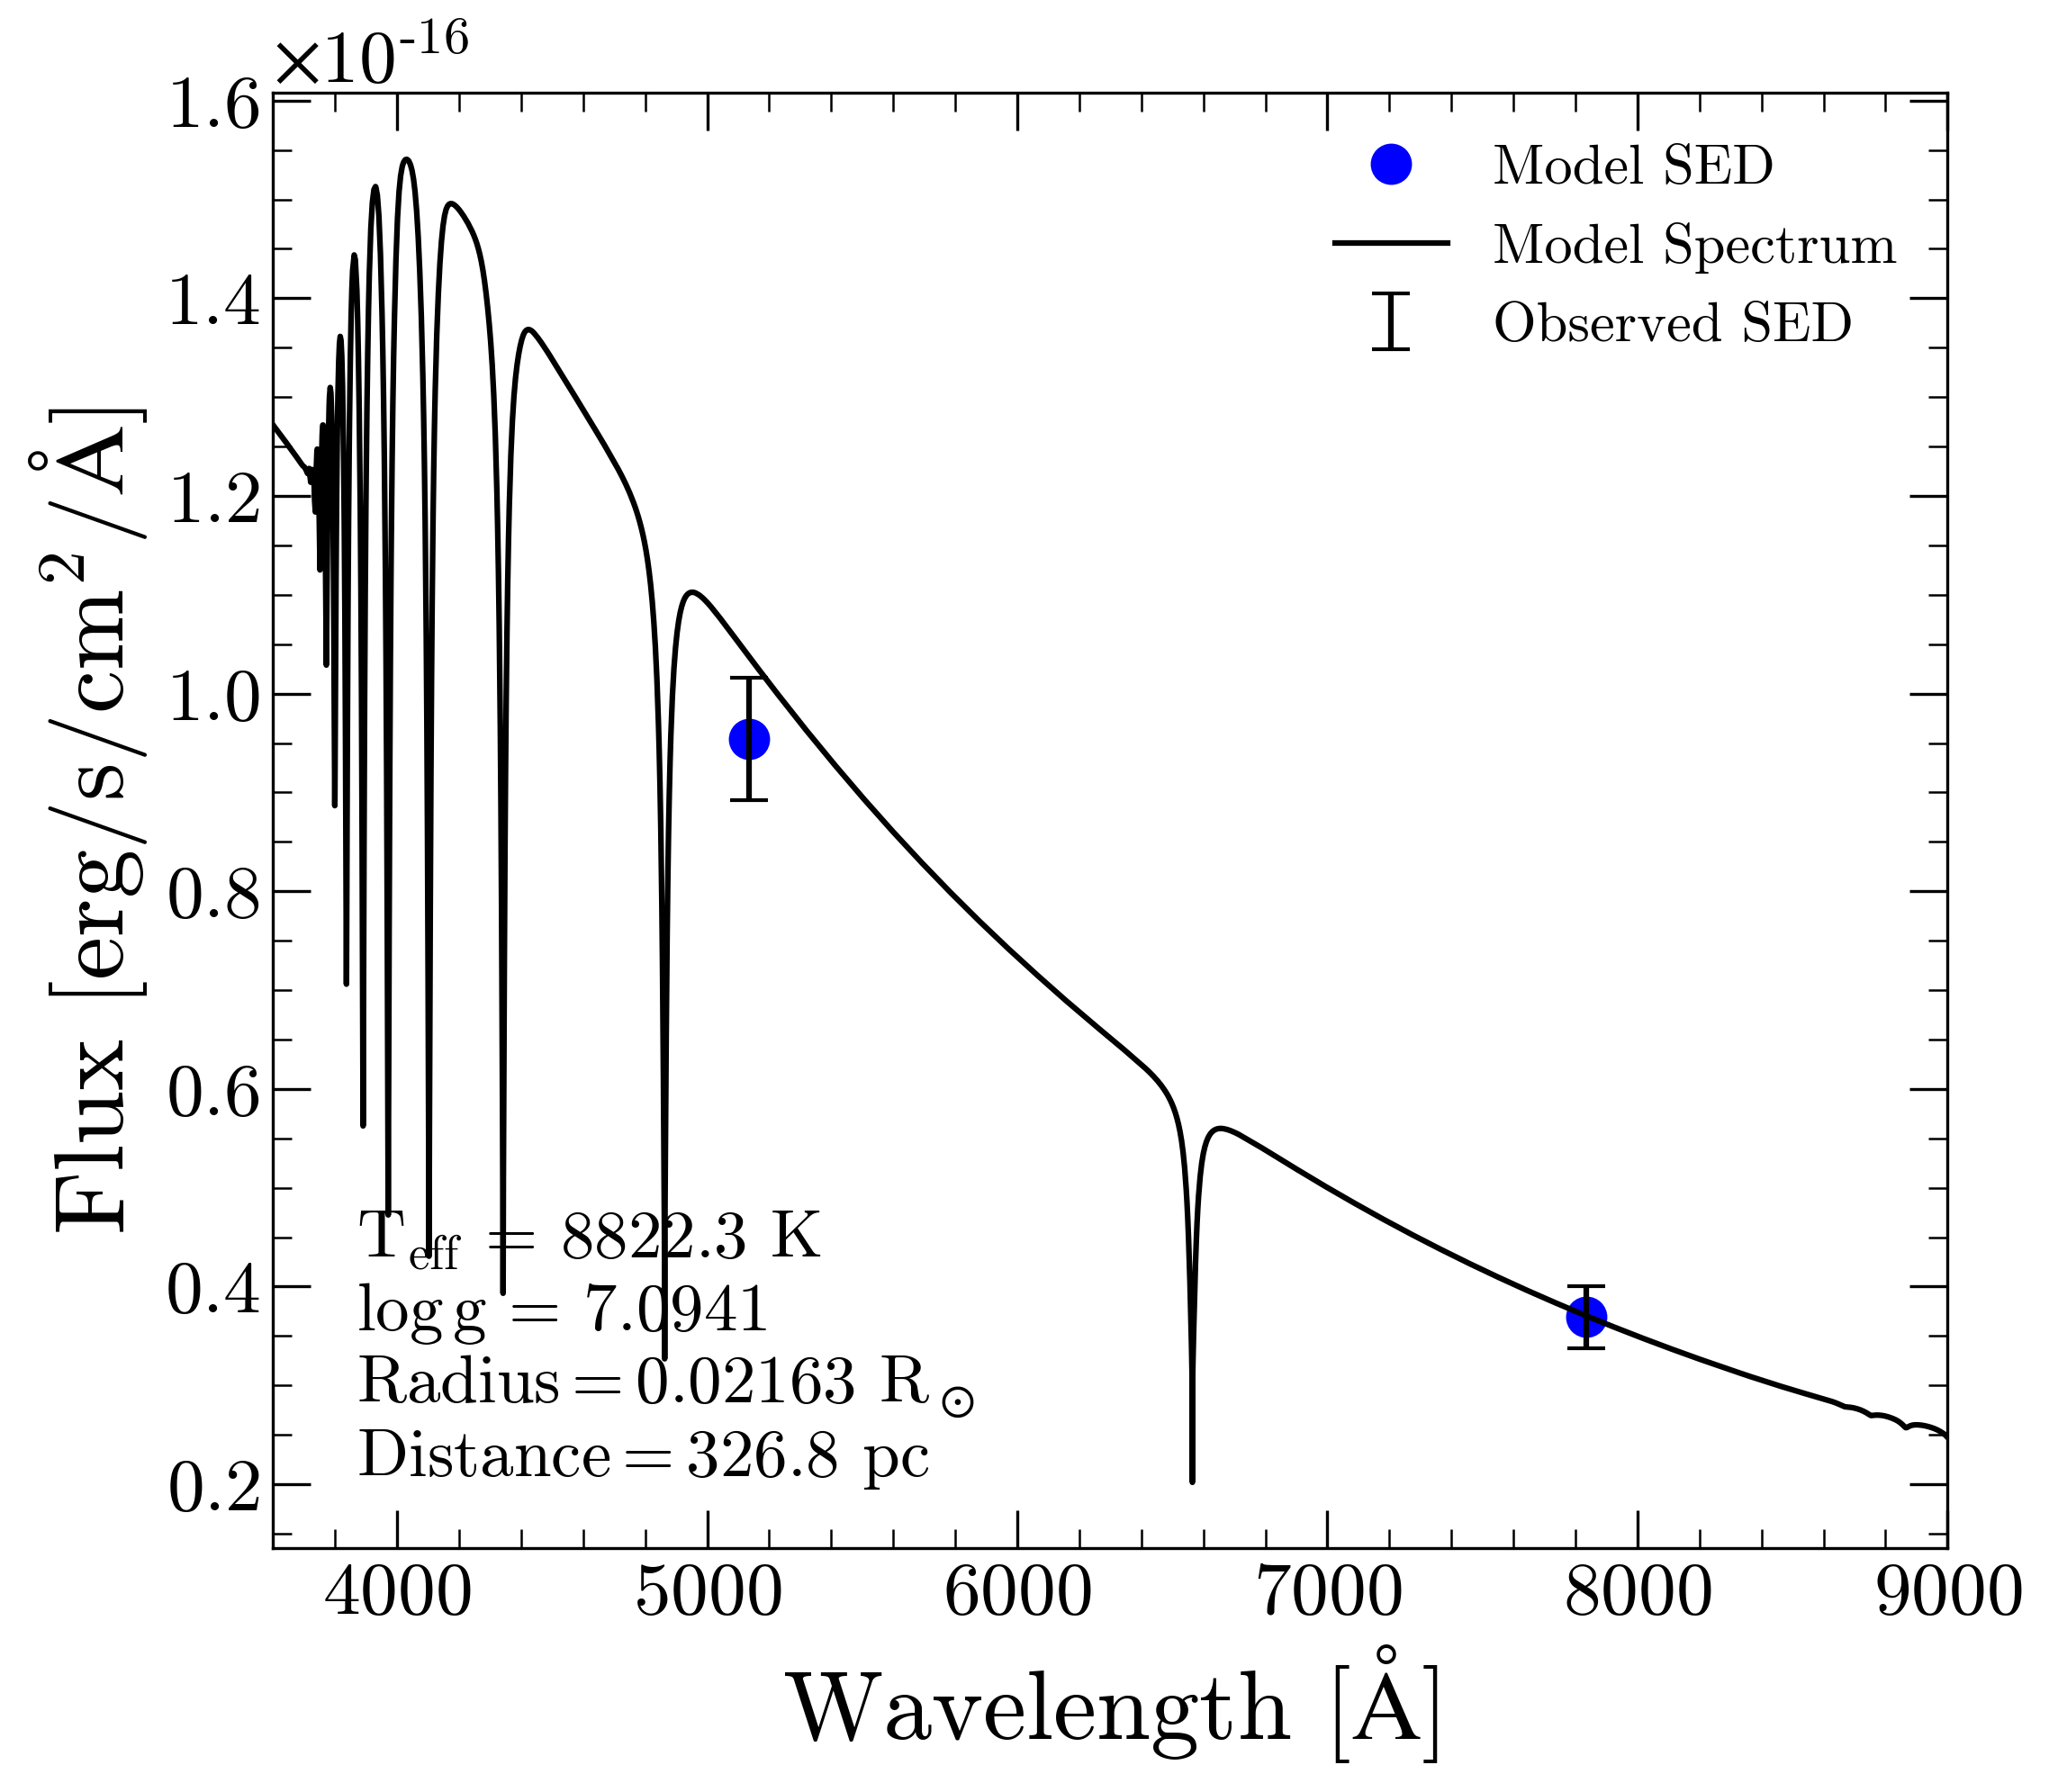 ×10-16
1.6
1.4
1.2
1.0
0.8
0.6
0.4
0.2
Flux [erg/s/cm2/Å]
Model SED
Model Spectrum
Observed SED
Teff = 8822.3 K
log g = 7.0941
Radius = 0.02163 R⊙
Distance = 326.8 pc
4000 5000 6000 7000 8000 9000
Wavelength [Å]